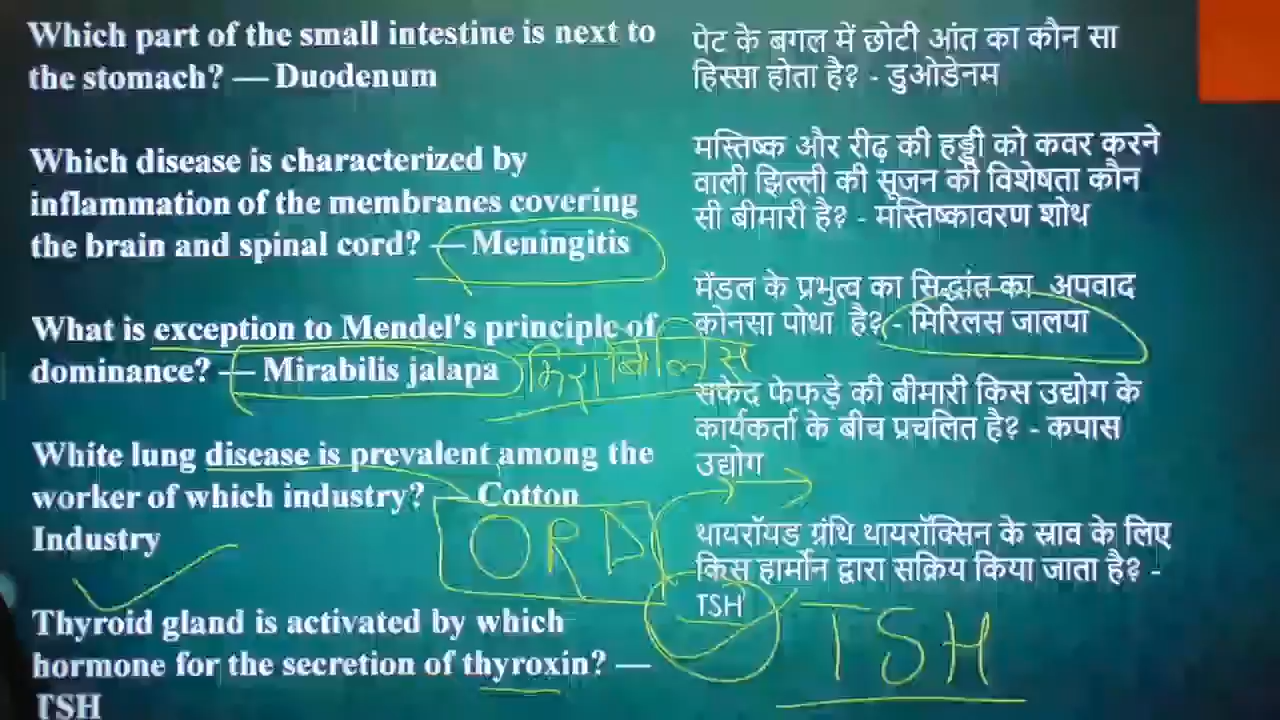 Which part of the small intestine is next to
the stomach? — Duodenum
Which disease is characterized by
inflammation of the membranes covering
the brain and spinal cord? — Meningitis
What is exception to Mendel's principle of
dominance? — Mirabilis jalapa मिराबिलिस
White lung disease is prevalent among the
worker of which industry? — Cotton
Industry
ORD
Thyroid gland is activated by which
hormone for the secretion of thyroxin? —
TSH
पेट के बगल में छोटी आंत का कौन सा
हिस्सा होता है? - डुओडेनम
मस्तिष्क और रीढ़ की हड्डी को कवर करने
वाली झिल्ली की सूजन की विशेषता कौन
सी बीमारी है? - मस्तिष्कावरण शोथ
मेंडल के प्रभुत्व का सिद्धांत का अपवाद
कोनसा पोधा है? - मिरिलस जालपा
सफेद फेफड़े की बीमारी किस उद्योग के
कार्यकर्ता के बीच प्रचलित है? - कपास
उद्योग
थायरॉयड ग्रंथि थायरॉक्सिन के स्राव के लिए
किस हार्मोन द्वारा सक्रिय किया जाता है? -
TSH
TSH